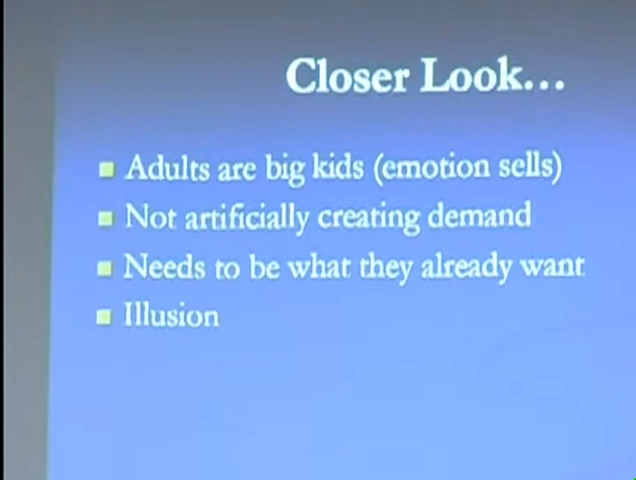 Closer Look...
Adults are big kids (emotion sells)
Not artificially creating demand
Needs to be what they already want
Illusion